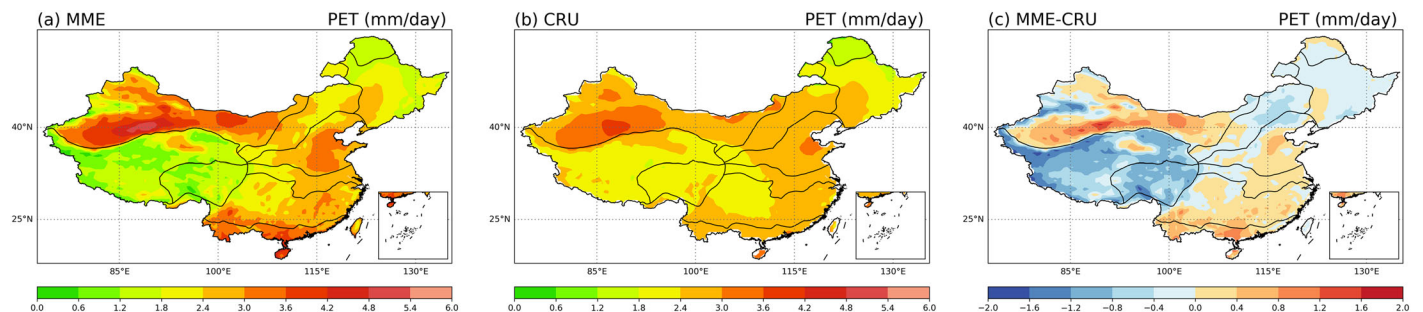 (a) MME PET (mm/day)
40°N
25°N
85°E 100°E 115°E 130°E
0.0 0.6 1.2 1.8 2.4 3.0 3.6 4.2 4.8 5.4 6.0
(b) CRU PET (mm/day)
40°N
25°N
85°E 100°E 115°E 130°E
0.0 0.6 1.2 1.8 2.4 3.0 3.6 4.2 4.8 5.4 6.0
(c) MME-CRU PET (mm/day)
40°N
25°N
85°E 100°E 115°E 130°E
−2.0 −1.6 −1.2 −0.8 −0.4 0.0 0.4 0.8 1.2 1.6 2.0